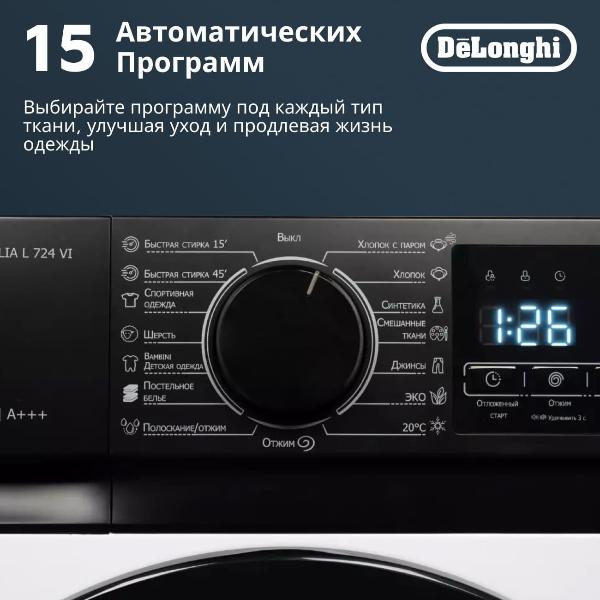 15 Автоматических
Программ
DeLonghi
Выбирайте программу под каждый тип
ткани, улучшая уход и продлевая жизнь
одежды
LIA L 724 VI
A+++
Выкл
Быстрая стирка 15'
Быстрая стирка 45'
Спортивная
одежда
Шерсть
Bambini
Детская одежда
Постельное
белье
Полоскание/отжим
Отжим
Хлопок с паром
Хлопок
Синтетика
Смешанные
ткани
Джинсы
ЭКО
20°C
1:26
Отложенный
старт
Отжим
Удерживать 3 с.